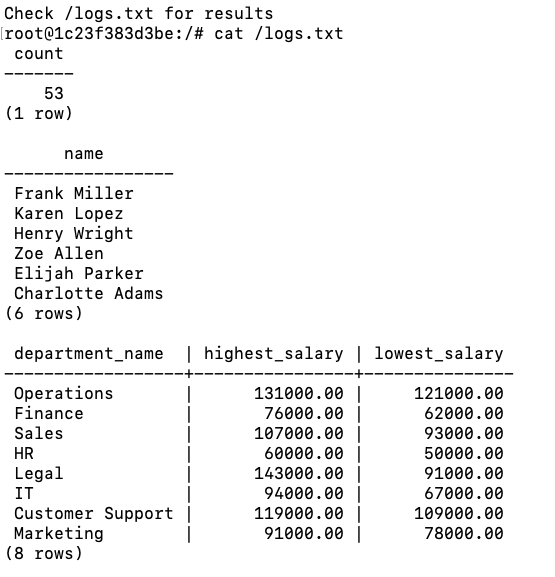 Check /logs.txt for results
[root@1c23f383d3be:/# cat /logs.txt
 count
-------
    53
(1 row)

      name
-----------------
 Frank Miller
 Karen Lopez
 Henry Wright
 Zoe Allen
 Elijah Parker
 Charlotte Adams
(6 rows)

 department_name  | highest_salary | lowest_salary
------------------+----------------+---------------
 Operations       |      131000.00 |     121000.00
 Finance          |       76000.00 |      62000.00
 Sales            |      107000.00 |      93000.00
 HR               |       60000.00 |      50000.00
 Legal            |      143000.00 |      91000.00
 IT               |       94000.00 |      67000.00
 Customer Support |      119000.00 |     109000.00
 Marketing        |       91000.00 |      78000.00
(8 rows)